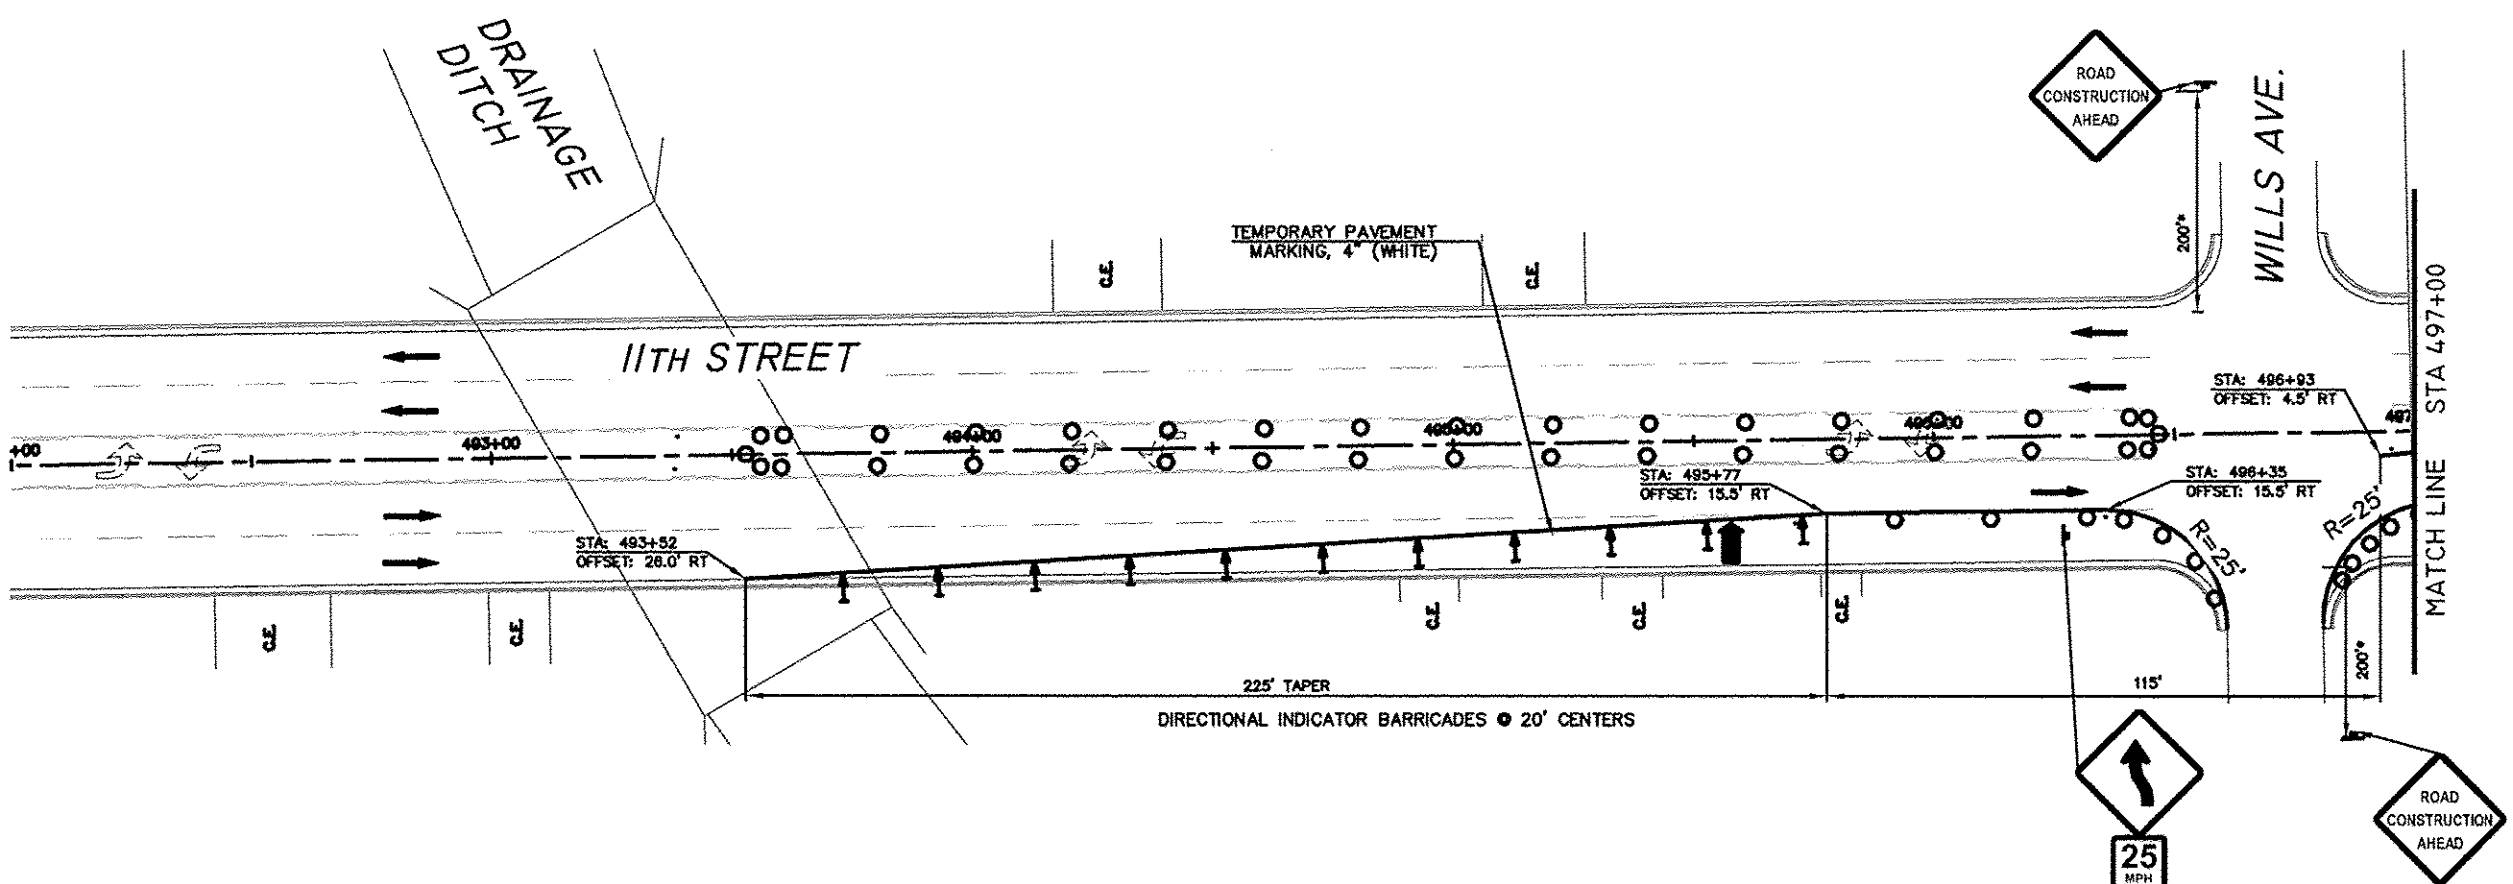 DRAINAGE
DITCH
ROAD
CONSTRUCTION
AHEAD
WILLS AVE.
200'*
TEMPORARY PAVEMENT
MARKING, 4" (WHITE)
C.E.
C.E.
11TH STREET
STA: 496+93
OFFSET: 4.5' RT
MATCH LINE STA 497+00
+00
493+00
494+00
495+00
496+00
497
STA: 495+77
OFFSET: 15.5' RT
STA: 496+35
OFFSET: 15.5' RT
STA: 493+52
OFFSET: 26.0' RT
R=25'
R=25'
C.E.
C.E.
C.E.
C.E.
C.E.
200'*
225' TAPER
115'
DIRECTIONAL INDICATOR BARRICADES @ 20' CENTERS
25
MPH
ROAD
CONSTRUCTION
AHEAD